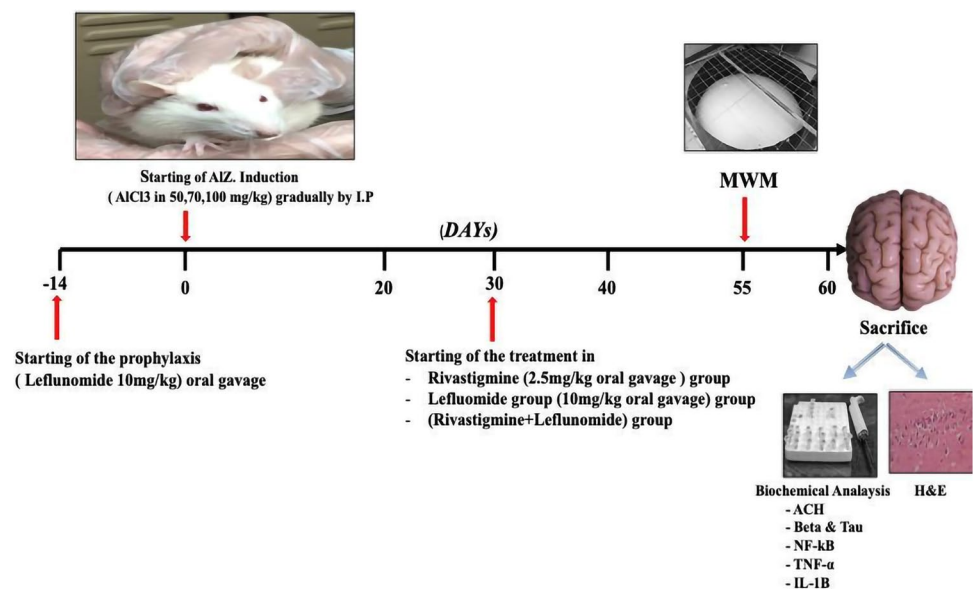 Starting of AlZ. Induction
( AlCl3 in 50,70,100 mg/kg) gradually by I.P
MWM
(DAYs)
-14
0
20
30
40
55
60
Starting of the prophylaxis
( Leflunomide 10mg/kg) oral gavage
Starting of the treatment in
- Rivastigmine (2.5mg/kg oral gavage ) group
- Lefluomide group (10mg/kg oral gavage) group
- (Rivastigmine+Leflunomide) group
Sacrifice
Biochemical Analaysis
- ACH
- Beta & Tau
- NF-kB
- TNF-α
- IL-1B
H&E